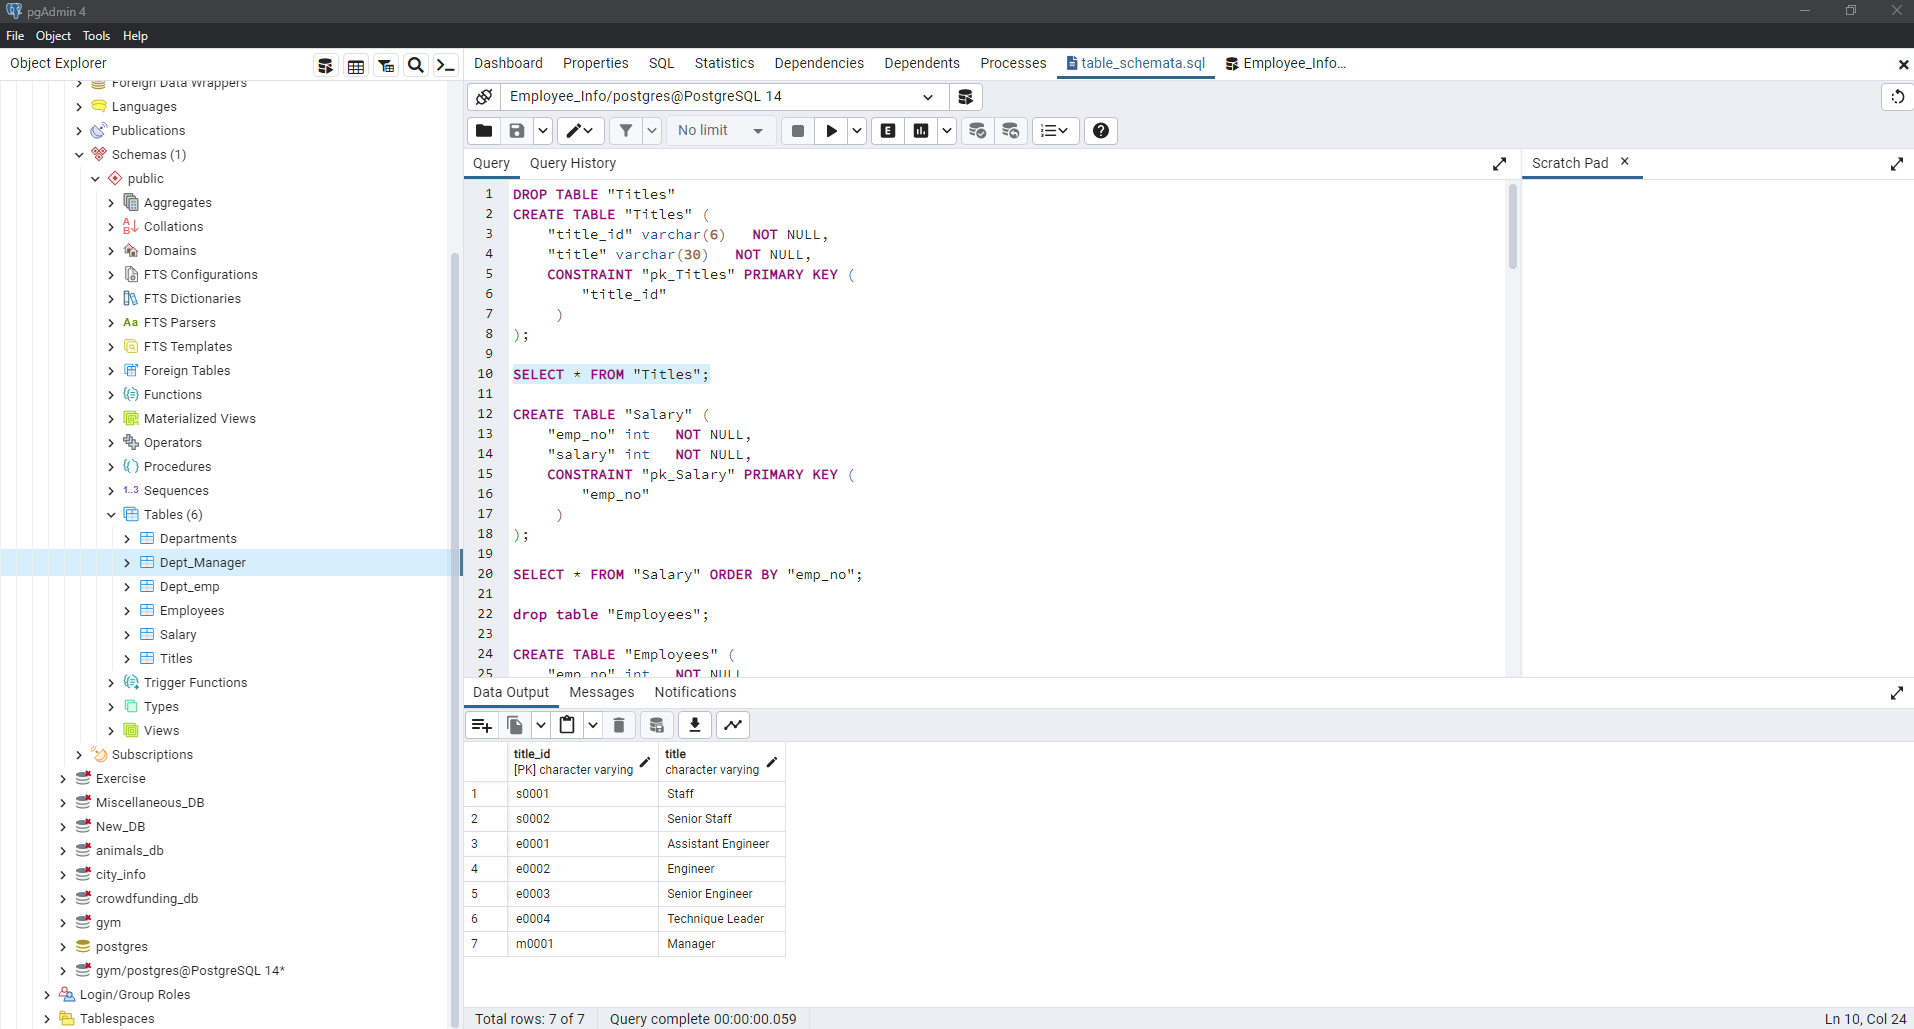 pgAdmin 4
File Object Tools Help
Object Explorer
Dashboard Properties SQL Statistics Dependencies Dependents Processes table_schemata.sql Employee_Info...
Foreign Data Wrappers
Languages
Publications
Schemas (1)
public
Aggregates
Collations
Domains
FTS Configurations
FTS Dictionaries
Aa FTS Parsers
FTS Templates
Foreign Tables
Functions
Materialized Views
Operators
Procedures
1..3 Sequences
Tables (6)
Departments
Dept_Manager
Dept_emp
Employees
Salary
Titles
Trigger Functions
Types
Views
Subscriptions
Exercise
Miscellaneous_DB
New_DB
animals_db
city_info
crowdfunding_db
gym
postgres
gym/postgres@PostgreSQL 14*
Login/Group Roles
Tablespaces
Employee_Info/postgres@PostgreSQL 14
No limit
E
Query Query History
Scratch Pad
1 DROP TABLE "Titles"
2 CREATE TABLE "Titles" (
3 "title_id" varchar(6) NOT NULL,
4 "title" varchar(30) NOT NULL,
5 CONSTRAINT "pk_Titles" PRIMARY KEY (
6 "title_id"
7 )
8 );
9
10 SELECT * FROM "Titles";
11
12 CREATE TABLE "Salary" (
13 "emp_no" int NOT NULL,
14 "salary" int NOT NULL,
15 CONSTRAINT "pk_Salary" PRIMARY KEY (
16 "emp_no"
17 )
18 );
19
20 SELECT * FROM "Salary" ORDER BY "emp_no";
21
22 drop table "Employees";
23
24 CREATE TABLE "Employees" (
25 "emp_no" int NOT NULL
Data Output Messages Notifications
title_id title
[PK] character varying character varying
1 s0001 Staff
2 s0002 Senior Staff
3 e0001 Assistant Engineer
4 e0002 Engineer
5 e0003 Senior Engineer
6 e0004 Technique Leader
7 m0001 Manager
Total rows: 7 of 7 Query complete 00:00:00.059 Ln 10, Col 24